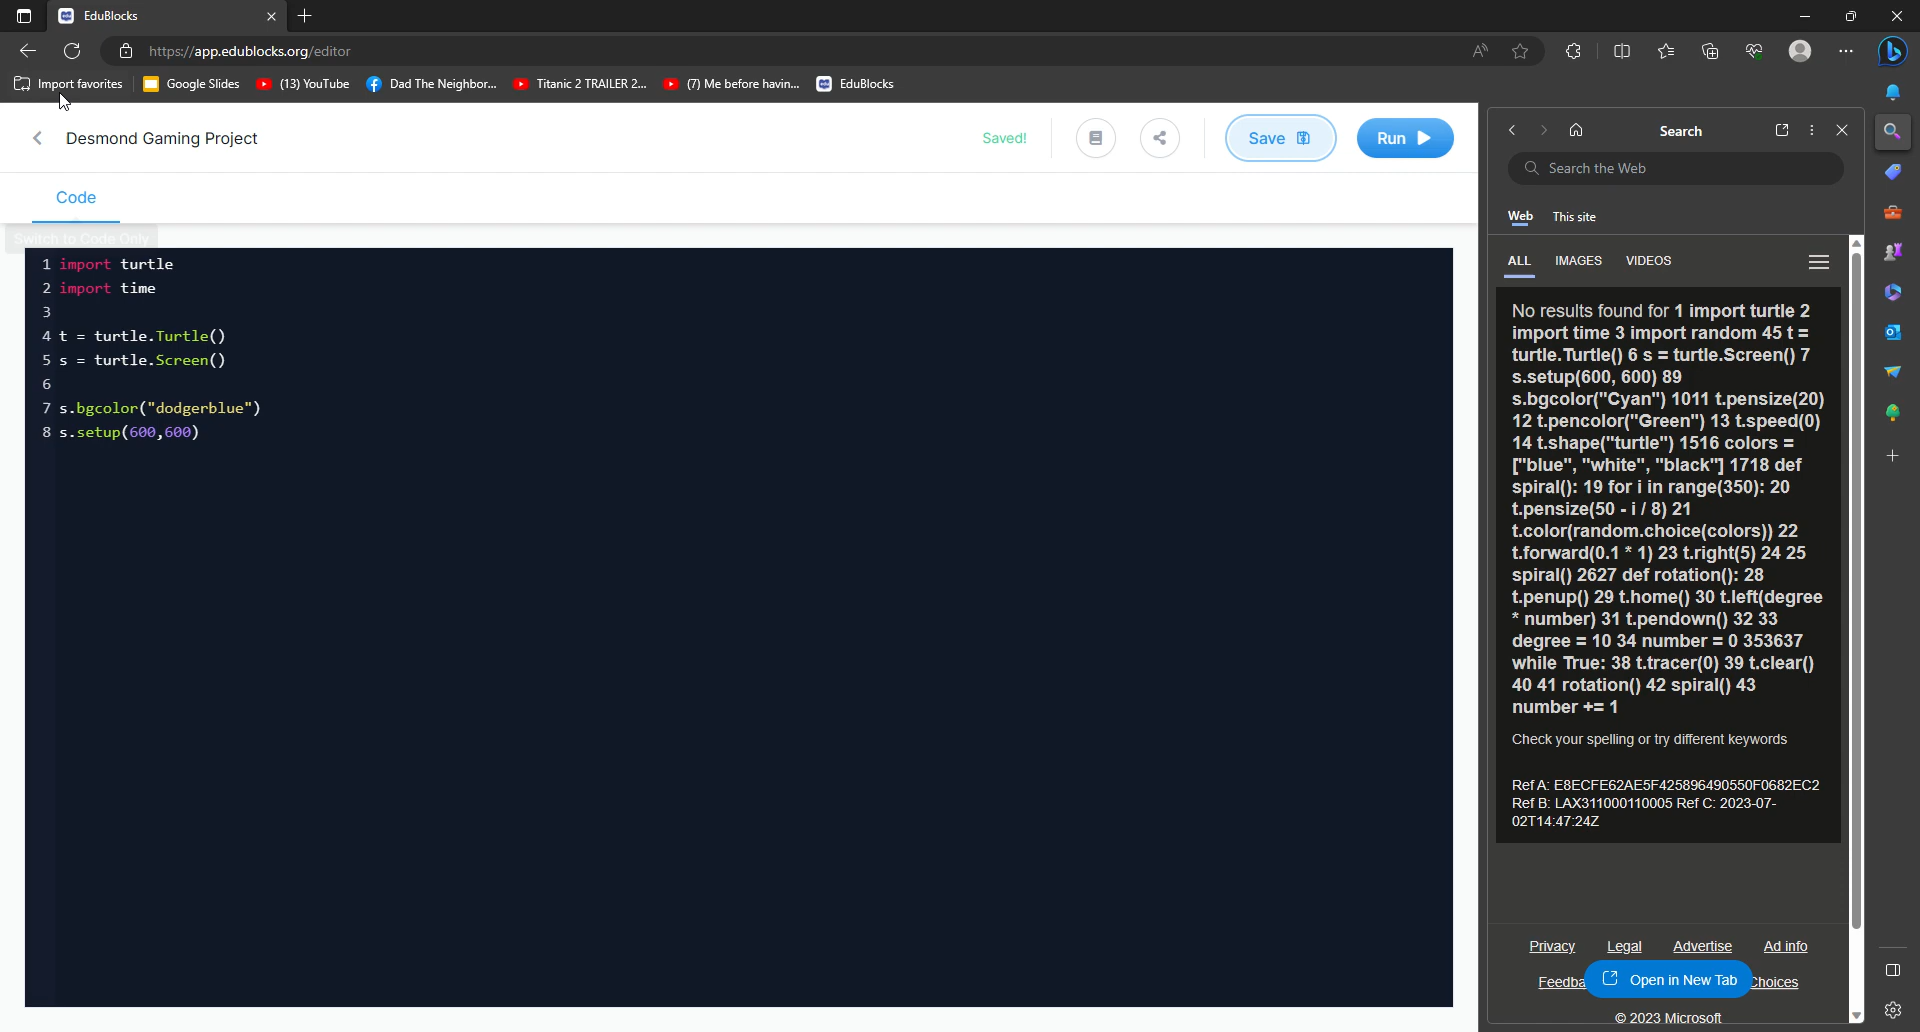 EduBlocks
https://app.edublocks.org/editor
Import favorites
Google Slides
(13) YouTube
Dad The Neighbor...
Titanic 2 TRAILER 2...
(7) Me before havin...
EduBlocks
Desmond Gaming Project
Saved!
Save
Run
Code
Switch to Code Only
1 import turtle
2 import time
3
4 t = turtle.Turtle()
5 s = turtle.Screen()
6
7 s.bgcolor("dodgerblue")
8 s.setup(600,600)
Search
Search the Web
Web
This site
ALL
IMAGES
VIDEOS
No results found for 1 import turtle 2
import time 3 import random 45 t =
turtle.Turtle() 6 s = turtle.Screen() 7
s.setup(600, 600) 89
s.bgcolor("Cyan") 1011 t.pensize(20)
12 t.pencolor("Green") 13 t.speed(0)
14 t.shape("turtle") 1516 colors =
["blue", "white", "black"] 1718 def
spiral(): 19 for i in range(350): 20
t.pensize(50 - i / 8) 21
t.color(random.choice(colors)) 22
t.forward(0.1 * 1) 23 t.right(5) 24 25
spiral() 2627 def rotation(): 28
t.penup() 29 t.home() 30 t.left(degree
* number) 31 t.pendown() 32 33
degree = 10 34 number = 0 353637
while True: 38 t.tracer(0) 39 t.clear()
40 41 rotation() 42 spiral() 43
number += 1
Check your spelling or try different keywords
Ref A: E8ECFE62AE5F425896490550F0682EC2
Ref B: LAX311000110005 Ref C: 2023-07-
02T14:47:24Z
Privacy
Legal
Advertise
Ad info
Feedba
Open in New Tab
Choices
© 2023 Microsoft